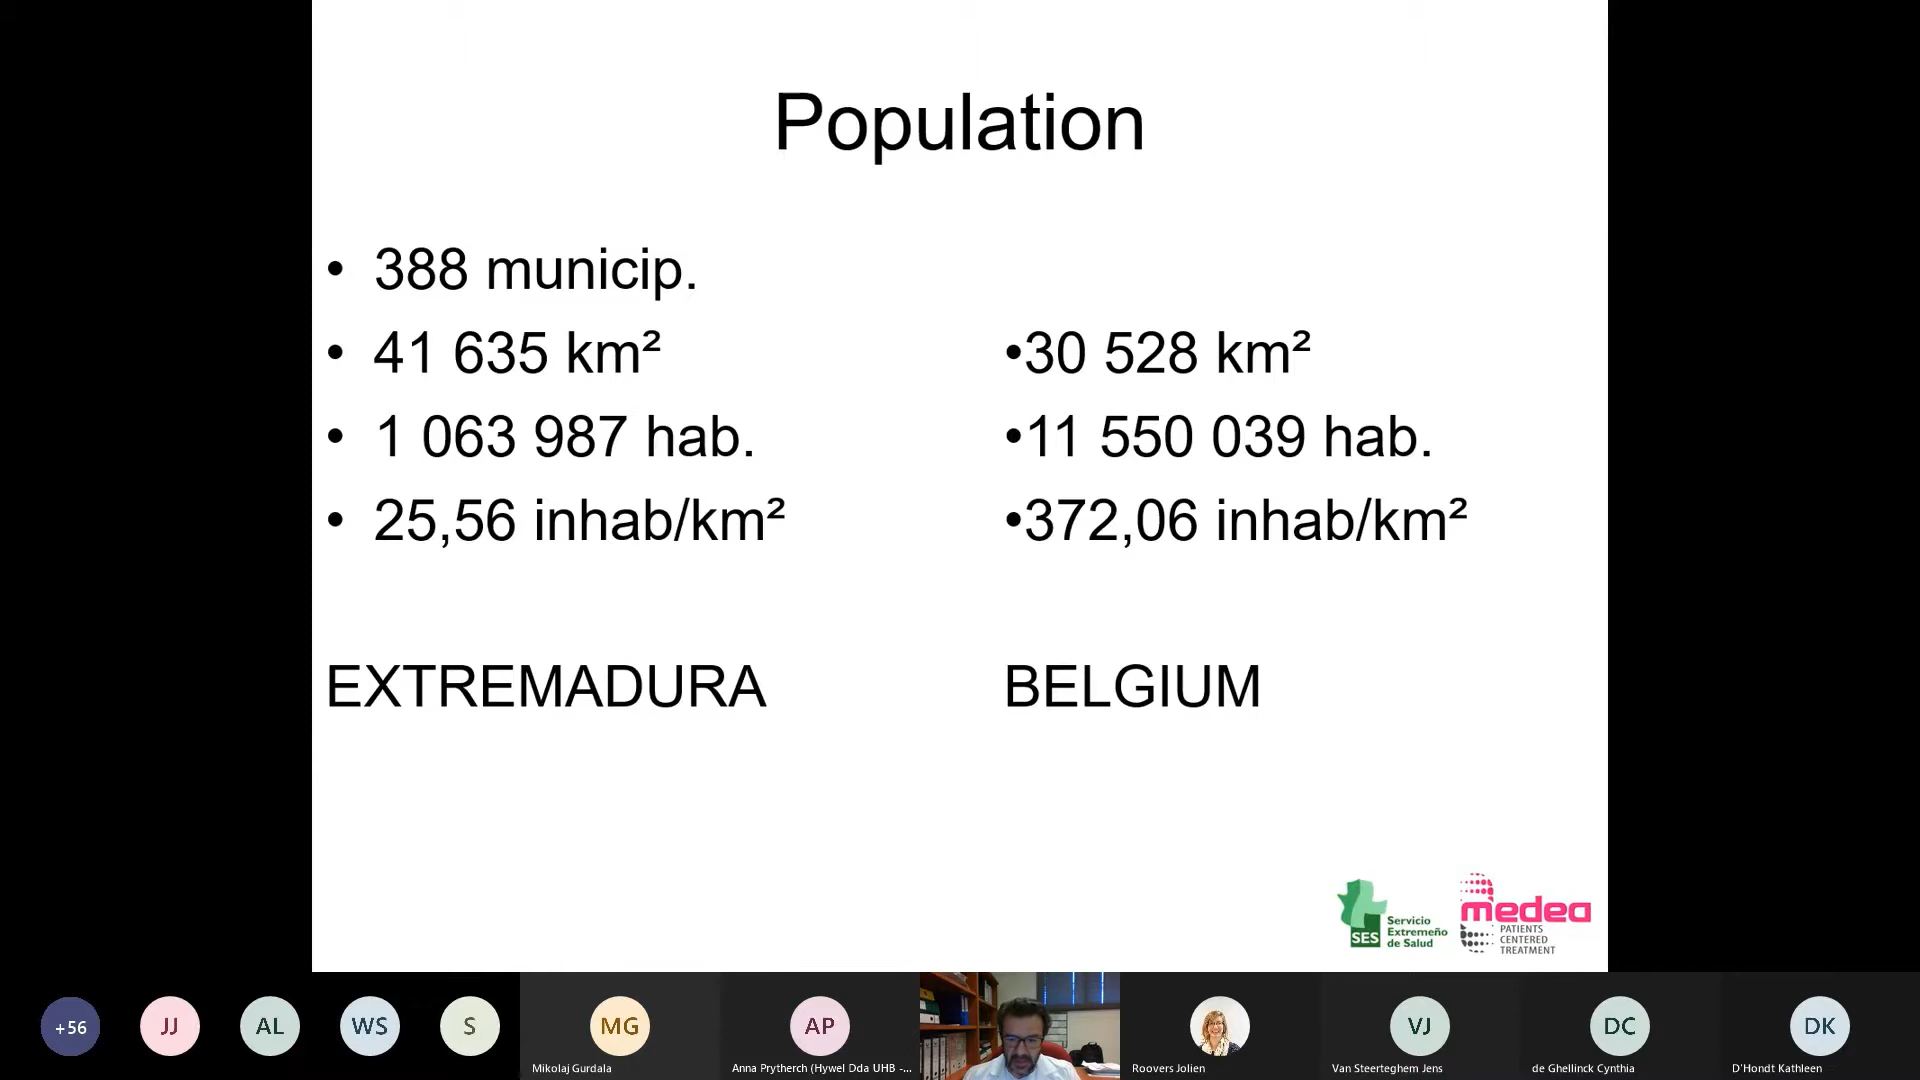 Population
• 388 municip.
• 41 635 km²
• 1 063 987 hab.
• 25,56 inhab/km²
EXTREMADURA
•30 528 km²
•11 550 039 hab.
•372,06 inhab/km²
BELGIUM
SES
Servicio
Extremeño
de Salud
medea
PATIENTS
CENTERED
TREATMENT
+56
JJ
AL
WS
S
MG
Mikolaj Gurdala
AP
Anna Prytherch (Hywel Dda UHB -...
Roovers Jolien
VJ
Van Steerteghem Jens
DC
de Ghellinck Cynthia
DK
D'Hondt Kathleen